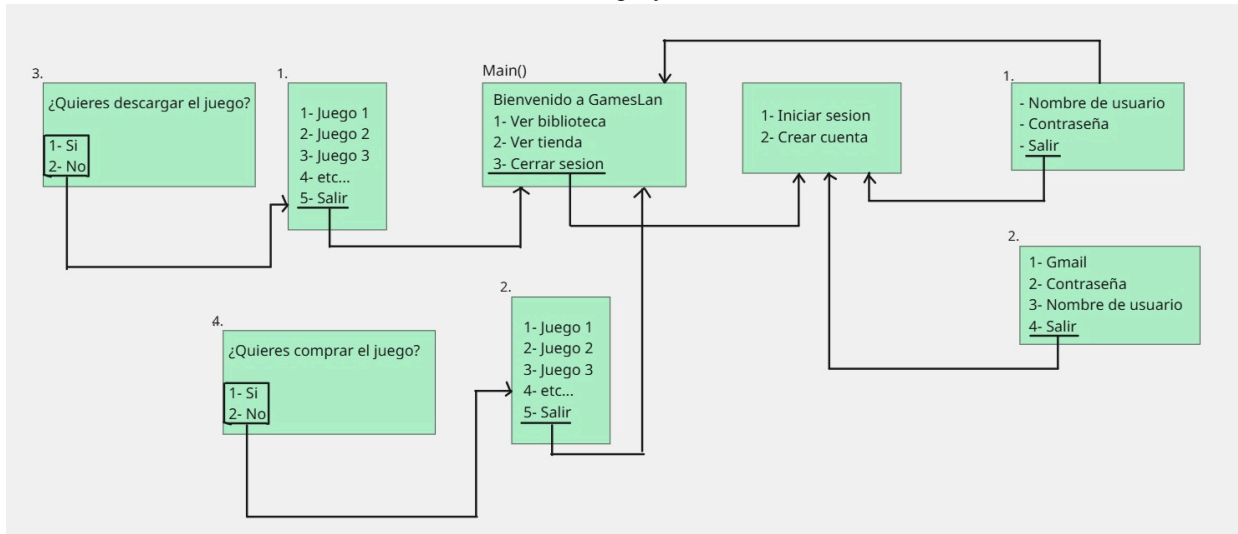 3.
¿Quieres descargar el juego?
1- Si
2- No
1.
1- Juego 1
2- Juego 2
3- Juego 3
4- etc...
5- Salir
Main()
Bienvenido a GamesLan
1- Ver biblioteca
2- Ver tienda
3- Cerrar sesion
1- Iniciar sesion
2- Crear cuenta
1.
- Nombre de usuario
- Contraseña
- Salir
2.
1- Gmail
2- Contraseña
3- Nombre de usuario
4- Salir
4.
¿Quieres comprar el juego?
1- Si
2- No
2.
1- Juego 1
2- Juego 2
3- Juego 3
4- etc...
5- Salir